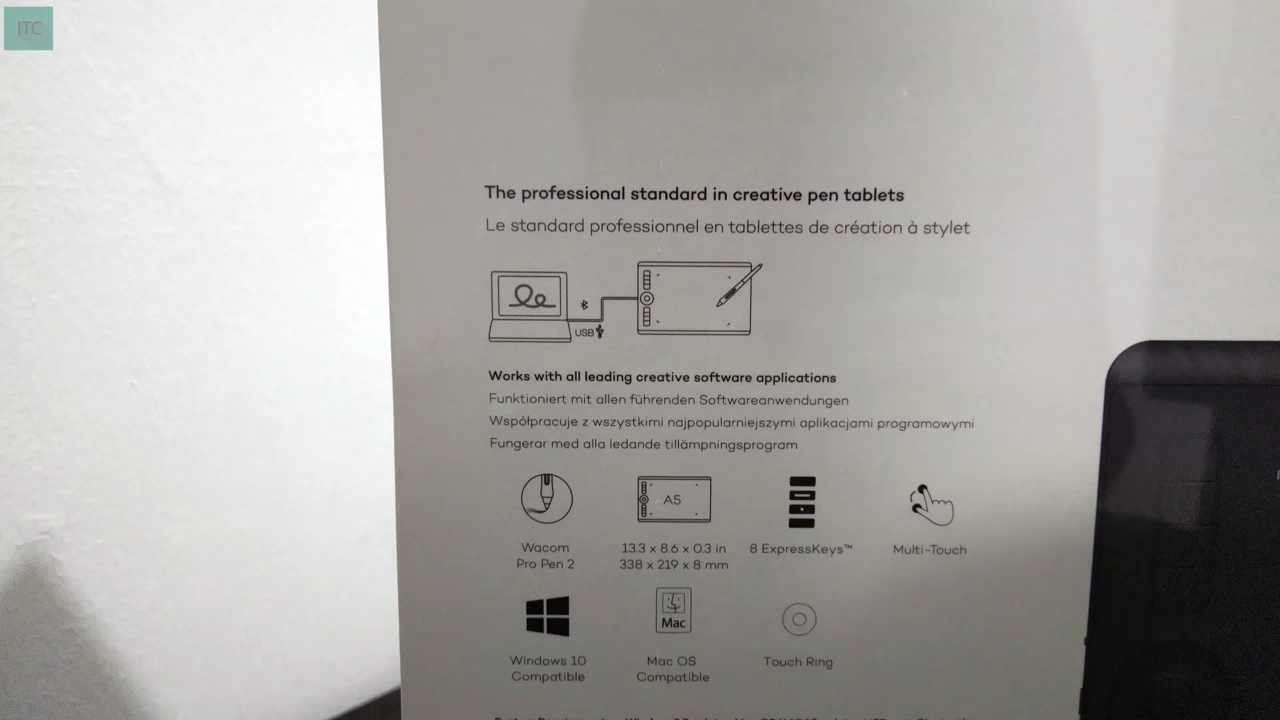 ITC
The professional standard in creative pen tablets
Le standard professionnel en tablettes de création à stylet
USB
Works with all leading creative software applications
Funktioniert mit allen führenden Softwareanwendungen
Współpracuje z wszystkimi najpopularniejszymi aplikacjami programowymi
Fungerar med alla ledande tillämpningsprogram
A5
Wacom
Pro Pen 2
13.3 x 8.6 x 0.3 in
338 x 219 x 8 mm
8 ExpressKeys™
Multi-Touch
Mac
Windows 10
Compatible
Mac OS
Compatible
Touch Ring